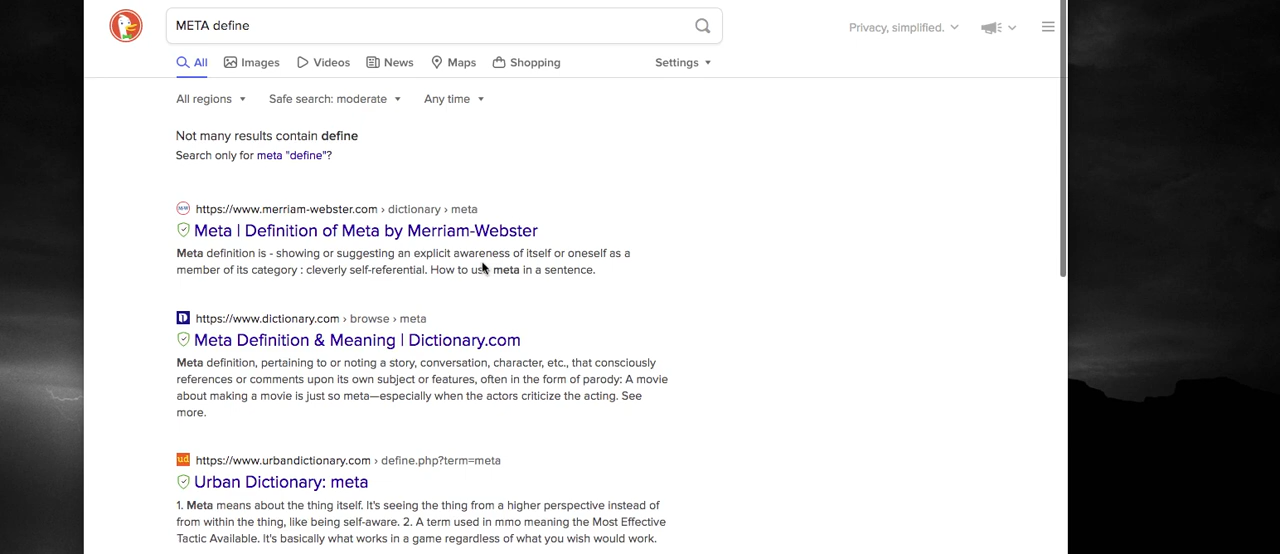 META define
Privacy, simplified.
All Images Videos News Maps Shopping Settings
All regions Safe search: moderate Any time
Not many results contain define
Search only for meta "define"?
https://www.merriam-webster.com › dictionary › meta
Meta | Definition of Meta by Merriam-Webster
Meta definition is - showing or suggesting an explicit awareness of itself or oneself as a
member of its category : cleverly self-referential. How to use meta in a sentence.
https://www.dictionary.com › browse › meta
Meta Definition & Meaning | Dictionary.com
Meta definition, pertaining to or noting a story, conversation, character, etc., that consciously
references or comments upon its own subject or features, often in the form of parody: A movie
about making a movie is just so meta—especially when the actors criticize the acting. See
more.
ud https://www.urbandictionary.com › define.php?term=meta
Urban Dictionary: meta
1. Meta means about the thing itself. It's seeing the thing from a higher perspective instead of
from within the thing, like being self-aware. 2. A term used in mmo meaning the Most Effective
Tactic Available. It's basically what works in a game regardless of what you wish would work.